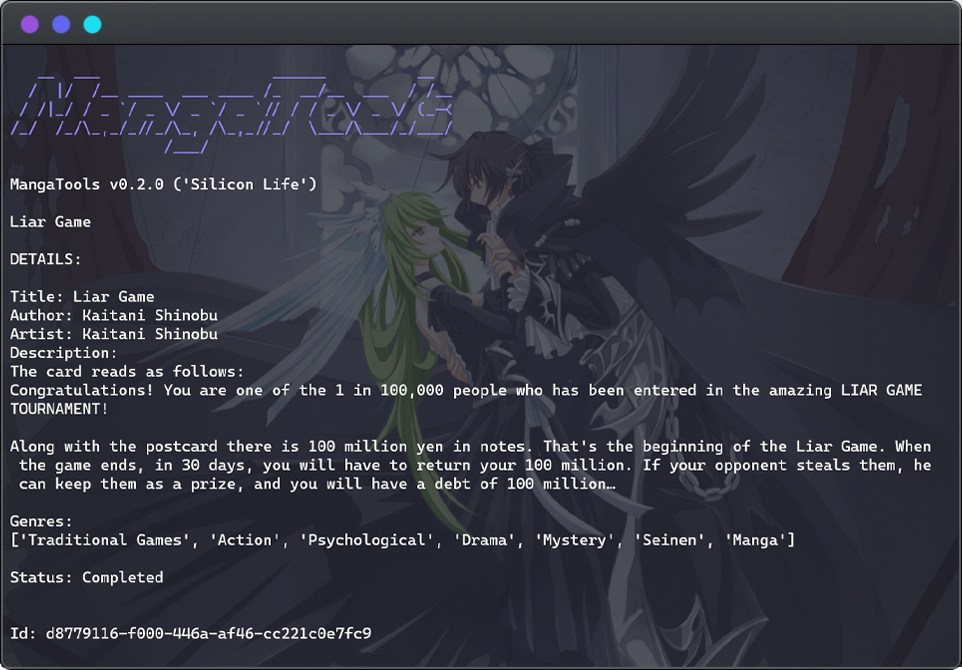 MangaTools
MangaTools v0.2.0 ('Silicon Life')
Liar Game
DETAILS:
Title: Liar Game
Author: Kaitani Shinobu
Artist: Kaitani Shinobu
Description:
The card reads as follows:
Congratulations! You are one of the 1 in 100,000 people who has been entered in the amazing LIAR GAME
TOURNAMENT!
Along with the postcard there is 100 million yen in notes. That's the beginning of the Liar Game. When
the game ends, in 30 days, you will have to return your 100 million. If your opponent steals them, he
can keep them as a prize, and you will have a debt of 100 million…
Genres:
['Traditional Games', 'Action', 'Psychological', 'Drama', 'Mystery', 'Seinen', 'Manga']
Status: Completed
Id: d8779116-f000-446a-af46-cc221c0e7fc9